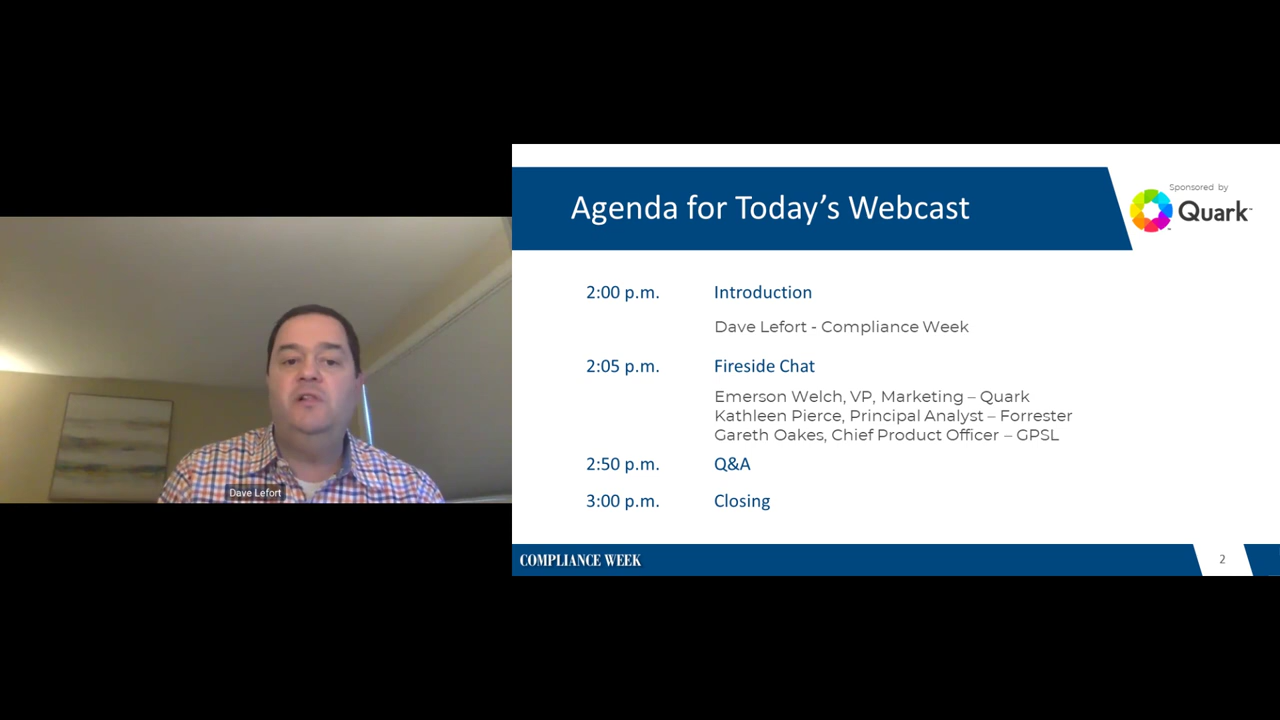 Agenda for Today's Webcast
Sponsored by
Quark
2:00 p.m. Introduction
Dave Lefort - Compliance Week
2:05 p.m. Fireside Chat
Emerson Welch, VP, Marketing – Quark
Kathleen Pierce, Principal Analyst – Forrester
Gareth Oakes, Chief Product Officer – GPSL
2:50 p.m. Q&A
3:00 p.m. Closing
Dave Lefort
COMPLIANCE WEEK
2